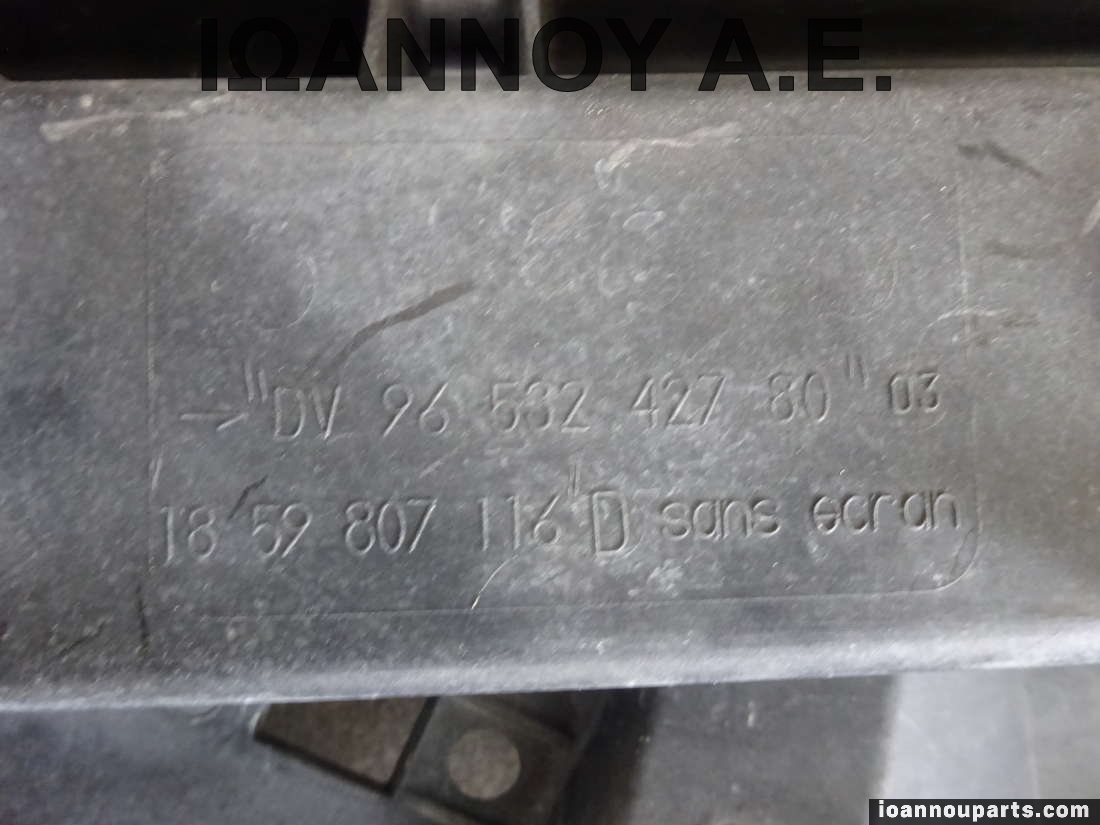 ΙΩΑΝΝΟΥ Α.Ε.
→"DV 96 532 427 80" 03
18 59 807 116 "D sans ecran
ioannouparts.com